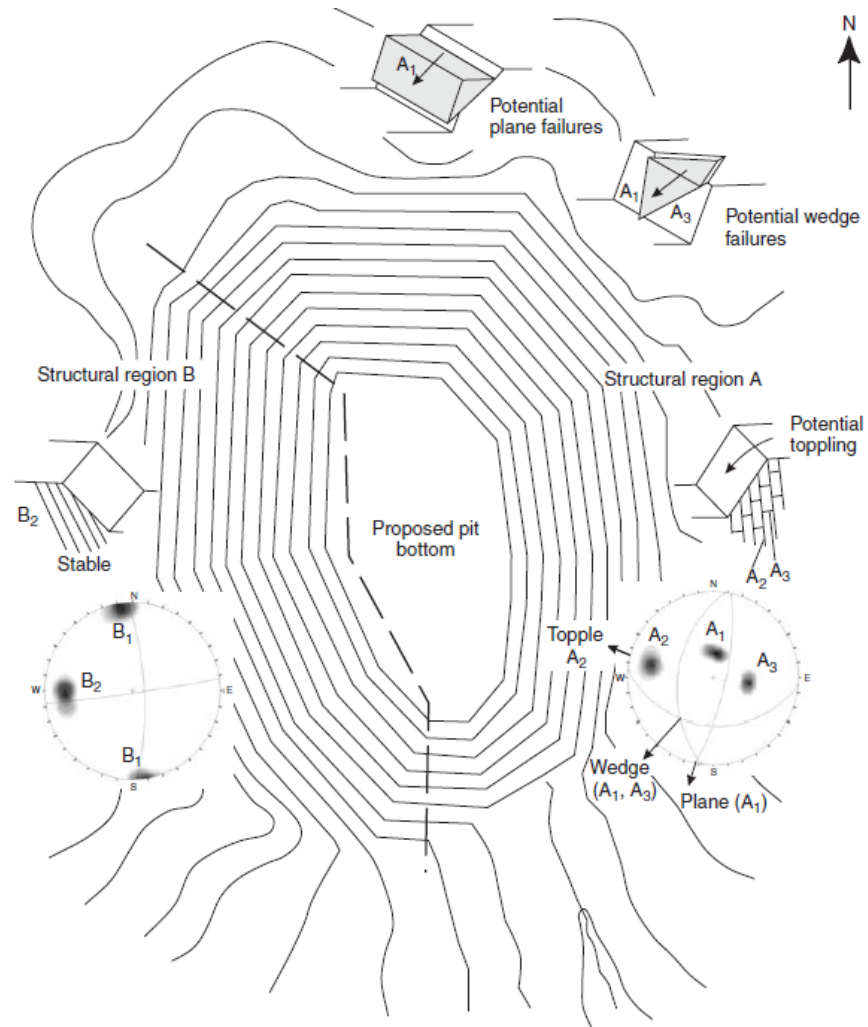 N
A₁
Potential
plane failures
A₁
A₃
Potential wedge
failures
Structural region B
Structural region A
Potential
toppling
B₂
Stable
Proposed pit
bottom
A₂
A₃
N
B₁
W
B₂
E
B₁
S
Topple
A₂
N
A₂
A₁
A₃
W
E
S
Wedge
(A₁, A₃)
Plane (A₁)